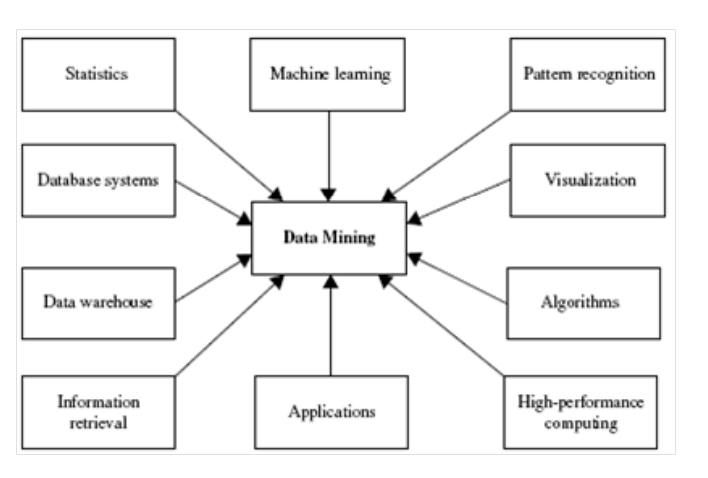 Statistics
Machine learning
Pattern recognition
Database systems
Visualization
Data Mining
Data warehouse
Algorithms
Information
retrieval
Applications
High-performance
computing